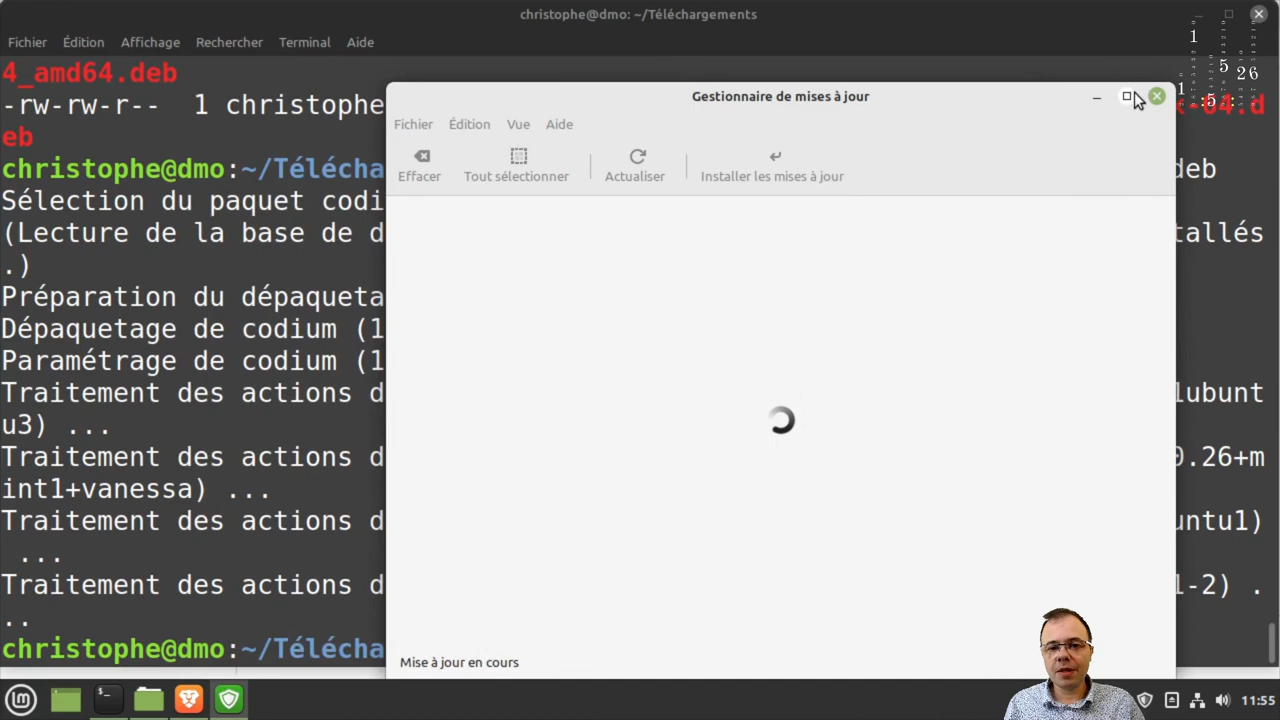 christophe@dmo: ~/Téléchargements
Fichier Édition Affichage Rechercher Terminal Aide
4_amd64.deb
-rw-rw-r-- 1 christophe
x-64.d
eb
christophe@dmo:~/Télécha
deb
Sélection du paquet codi
(Lecture de la base de d
tallés
.)
Préparation du dépaqueta
Dépaquetage de codium (1
Paramétrage de codium (1
Traitement des actions d
lubunt
u3) ...
Traitement des actions d
0.26+m
int1+vanessa) ...
Traitement des actions d
untu1)
...
Traitement des actions d
1-2) .
..
christophe@dmo:~/Télécha
Gestionnaire de mises à jour
Fichier Édition Vue Aide
Effacer Tout sélectionner Actualiser Installer les mises à jour
Mise à jour en cours
11:55